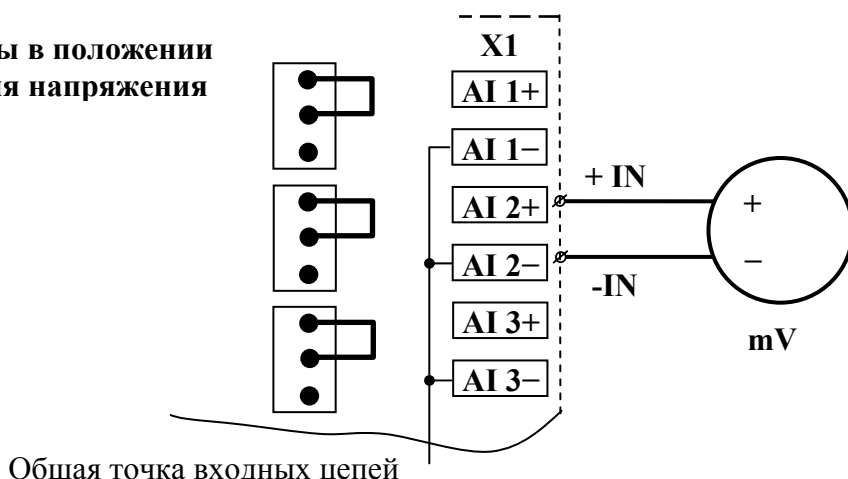 ы в положении
напряжения
X1
AI 1+
AI 1−
AI 2+
AI 2−
AI 3+
AI 3−
+ IN
-IN
+
−
mV
Общая точка входных цепей